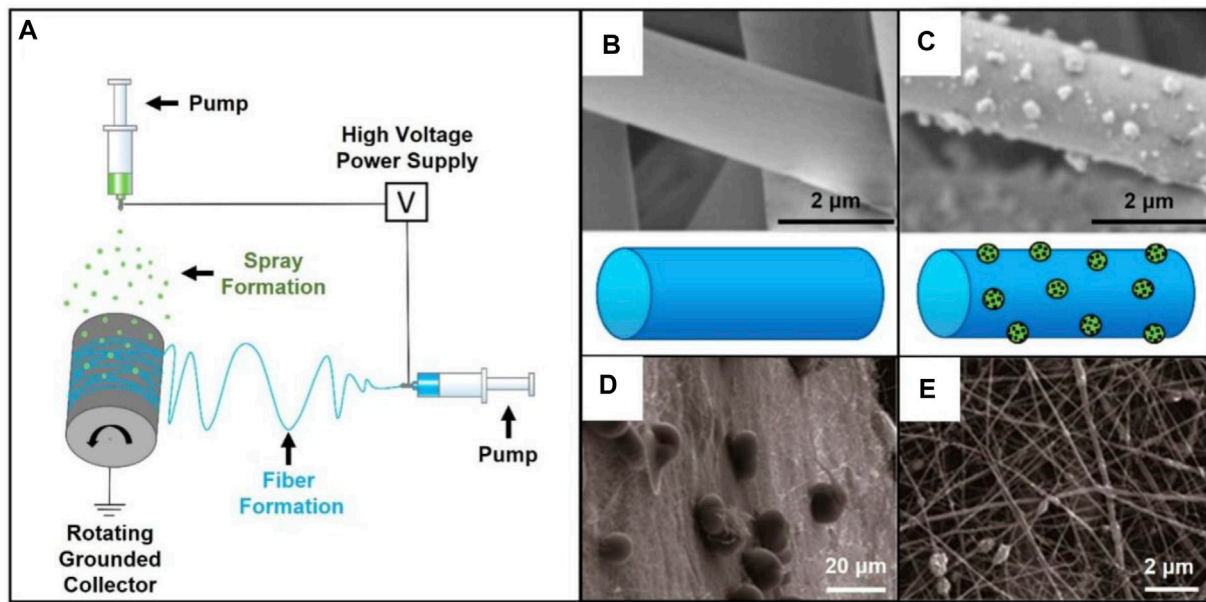 A
Pump
High Voltage
Power Supply
V
Spray
Formation
Pump
Fiber
Formation
Rotating
Grounded
Collector
B
2 µm
C
2 µm
D
20 µm
E
2 µm